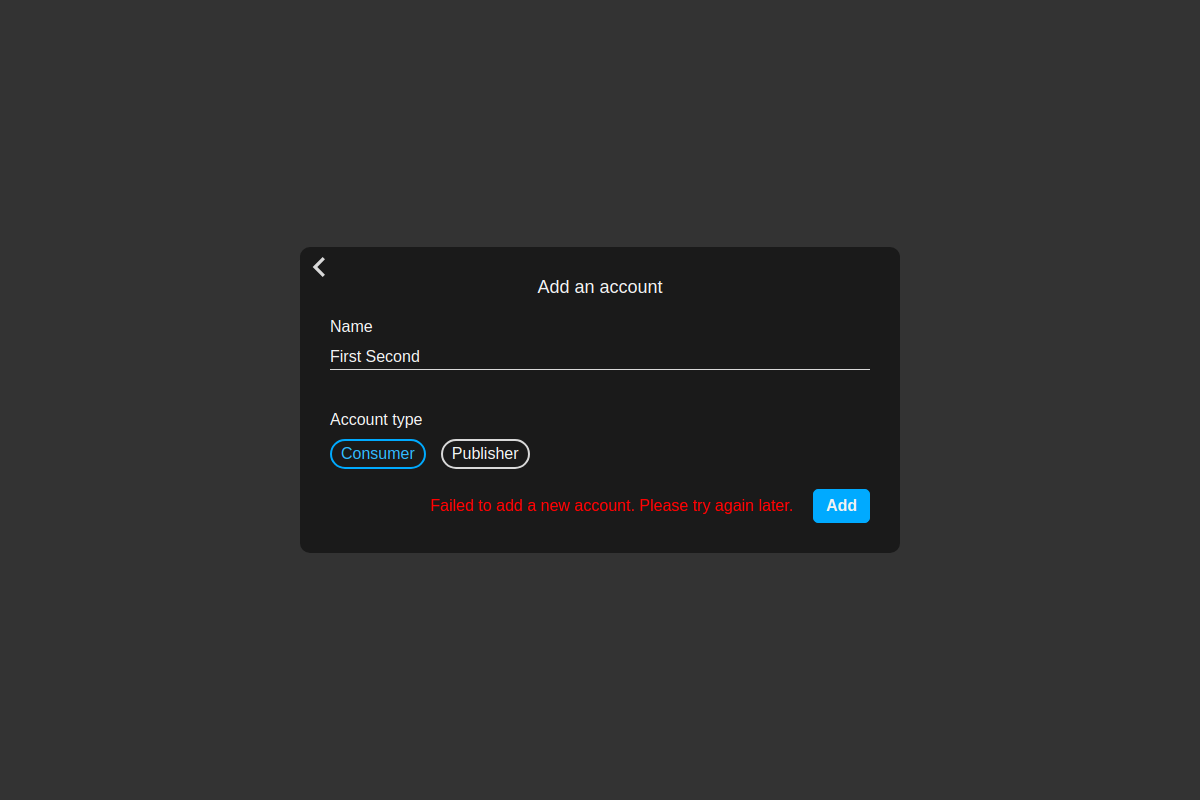 Add an account
Name
First Second
Account type
Consumer Publisher
Failed to add a new account. Please try again later. Add